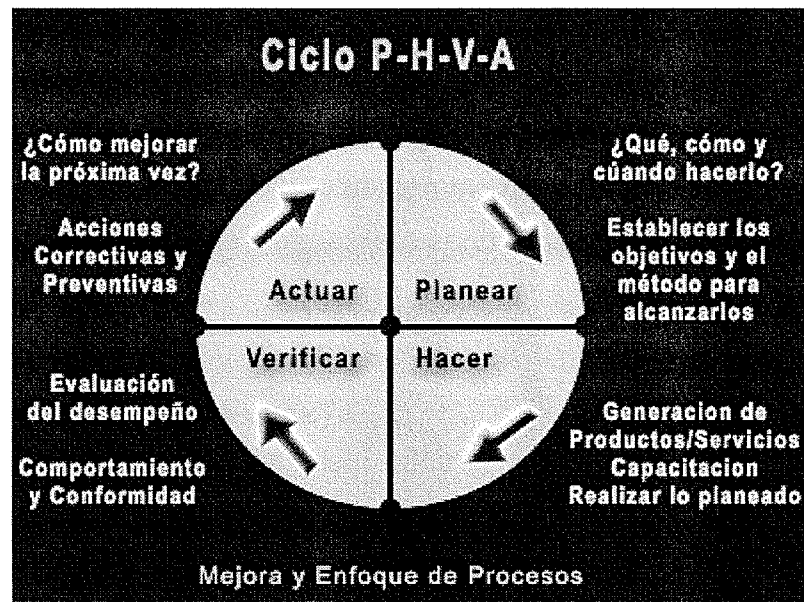 Ciclo P-H-V-A
¿Cómo mejorar
la próxima vez?
Acciones
Correctivas y
Preventivas
¿Qué, cómo y
cúando hacerlo?
Establecer los
objetivos y el
método para
alcanzarlos
Actuar
Planear
Verificar
Hacer
Evaluación
del desempeño
Comportamiento
y Conformidad
Generacion de
Productos/Servicios
Capacitacion
Realizar lo planeado
Mejora y Enfoque de Procesos